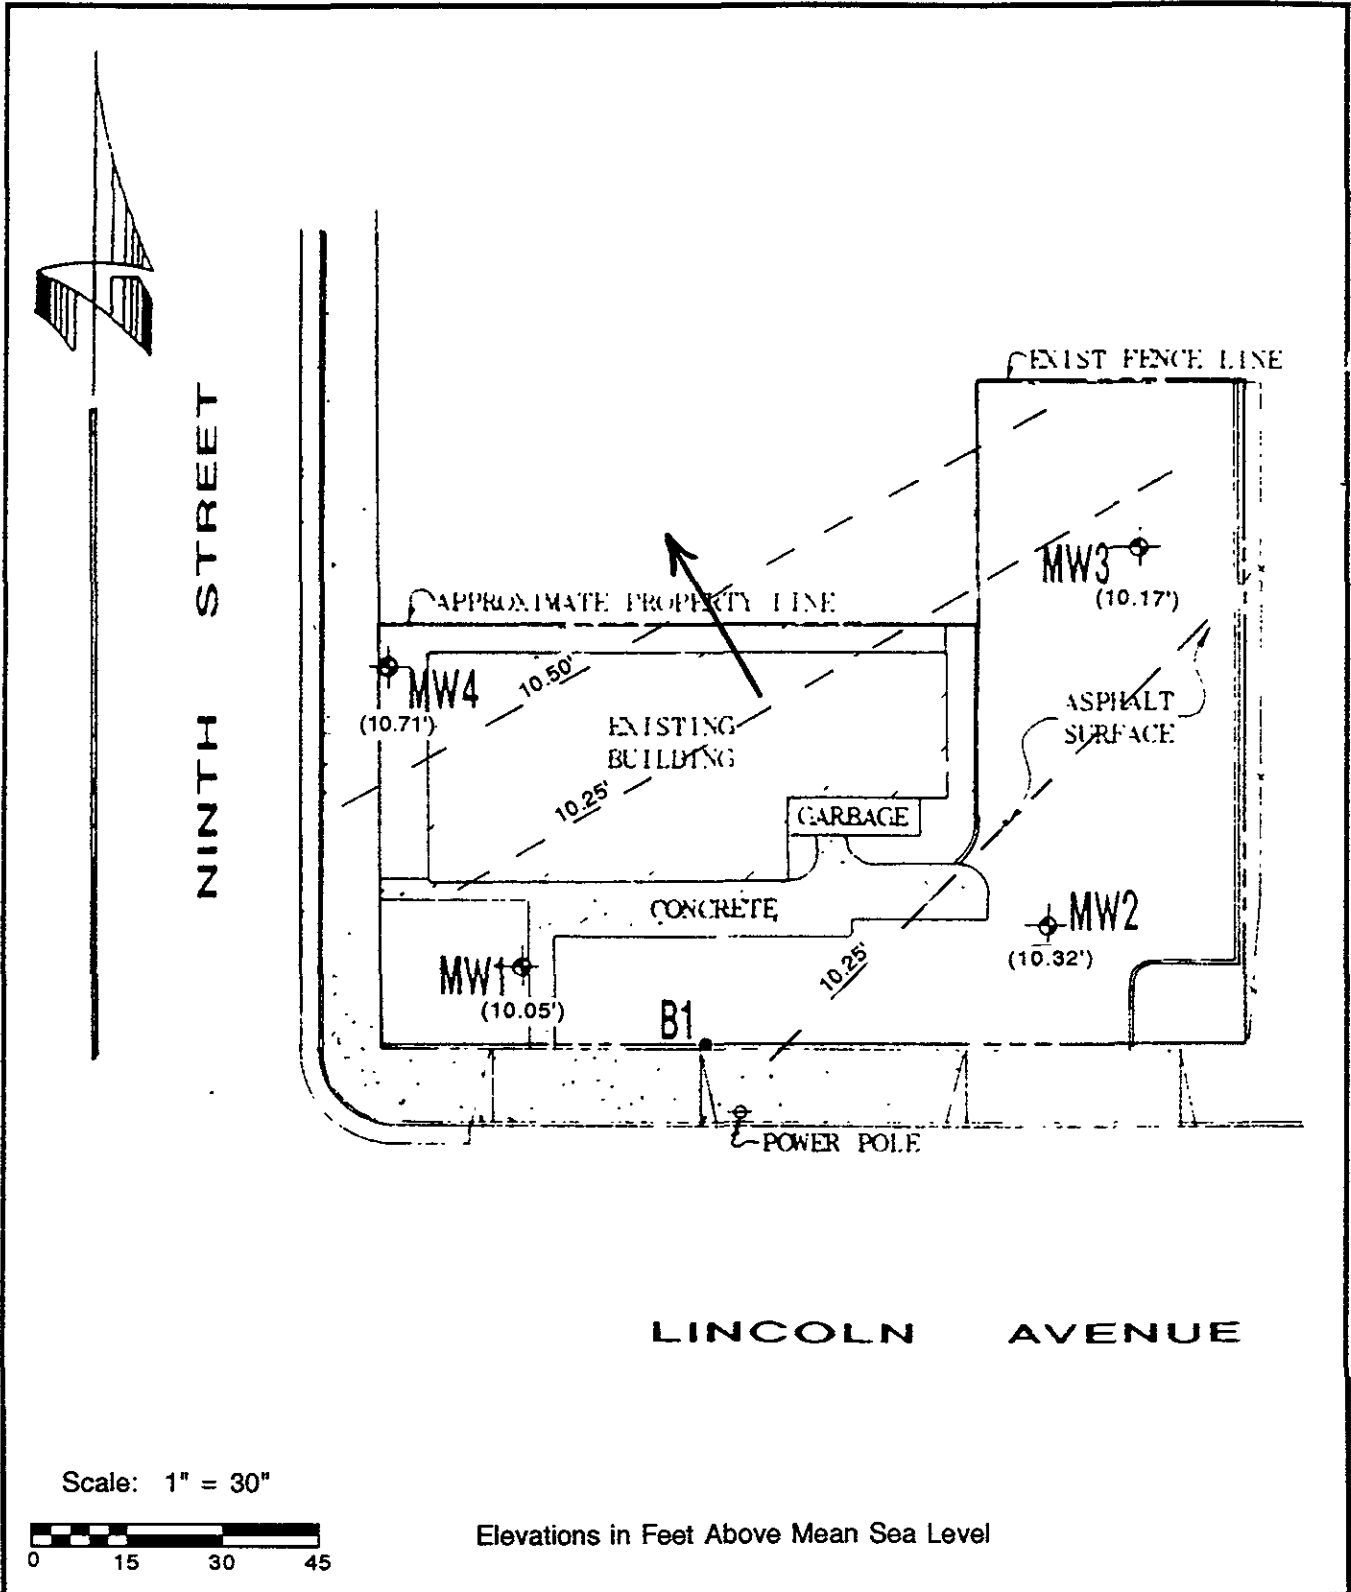 EXIST FENCE LINE
NINTH STREET
MW3
(10.17')
APPROXIMATE PROPERTY LINE
10.50'
MW4
(10.71')
ASPHALT
SURFACE
EXISTING
BUILDING
10.25'
GARBAGE
CONCRETE
MW2
(10.32')
10.25'
MW1
(10.05')
B1
POWER POLE
LINCOLN AVENUE
Scale: 1" = 30"
0 15 30 45
Elevations in Feet Above Mean Sea Level